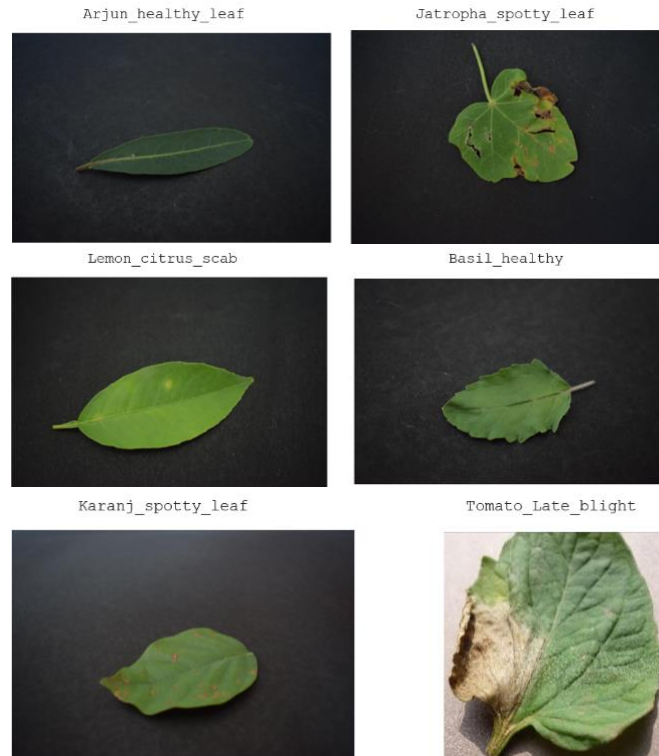 Arjun_healthy_leaf
Jatropha_spotty_leaf
Lemon_citrus_scab
Basil_healthy
Karanj_spotty_leaf
Tomato_Late_blight